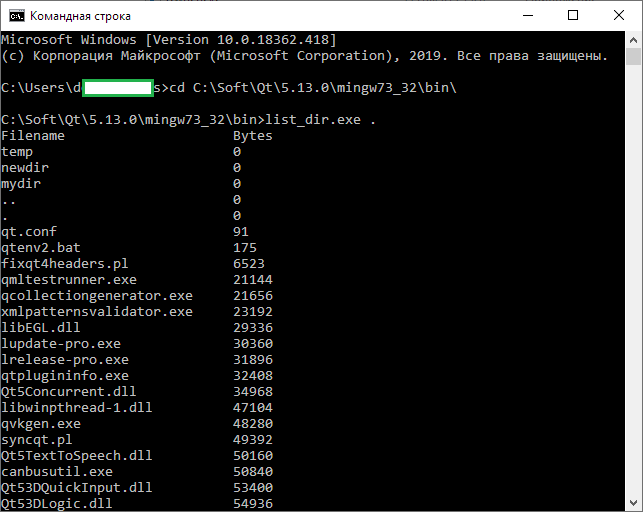 Командная строка
Microsoft Windows [Version 10.0.18362.418]
(c) Корпорация Майкрософт (Microsoft Corporation), 2019. Все права защищены.
C:\Users\d s>cd C:\Soft\Qt\5.13.0\mingw73_32\bin\
C:\Soft\Qt\5.13.0\mingw73_32\bin>list_dir.exe .
Filename Bytes
temp 0
newdir 0
mydir 0
.. 0
. 0
qt.conf 91
qtenv2.bat 175
fixqt4headers.pl 6523
qmltestrunner.exe 21144
qcollectiongenerator.exe 21656
xmlpatternsvalidator.exe 23192
libEGL.dll 29336
lupdate-pro.exe 30360
lrelease-pro.exe 31896
qtplugininfo.exe 32408
Qt5Concurrent.dll 34968
libwinpthread-1.dll 47104
qvkgen.exe 48280
syncqt.pl 49392
Qt5TextToSpeech.dll 50160
canbusutil.exe 50840
Qt53DQuickInput.dll 53400
Qt53DLogic.dll 54936